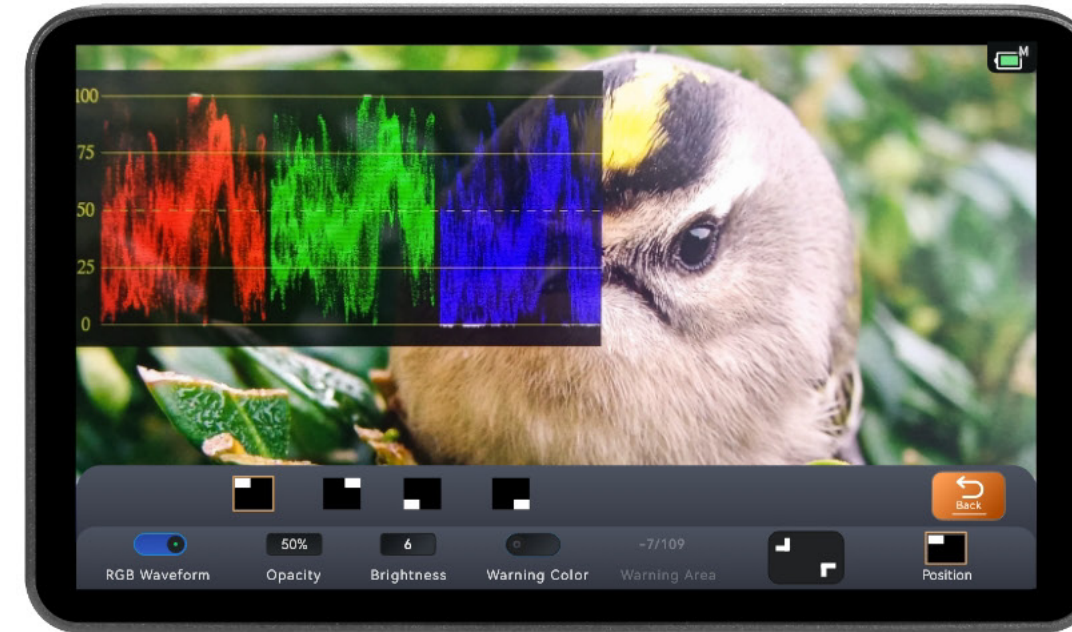 M
100
75
50
25
0
Back
50%
6
-7/109
RGB Waveform
Opacity
Brightness
Warning Color
Warning Area
Position